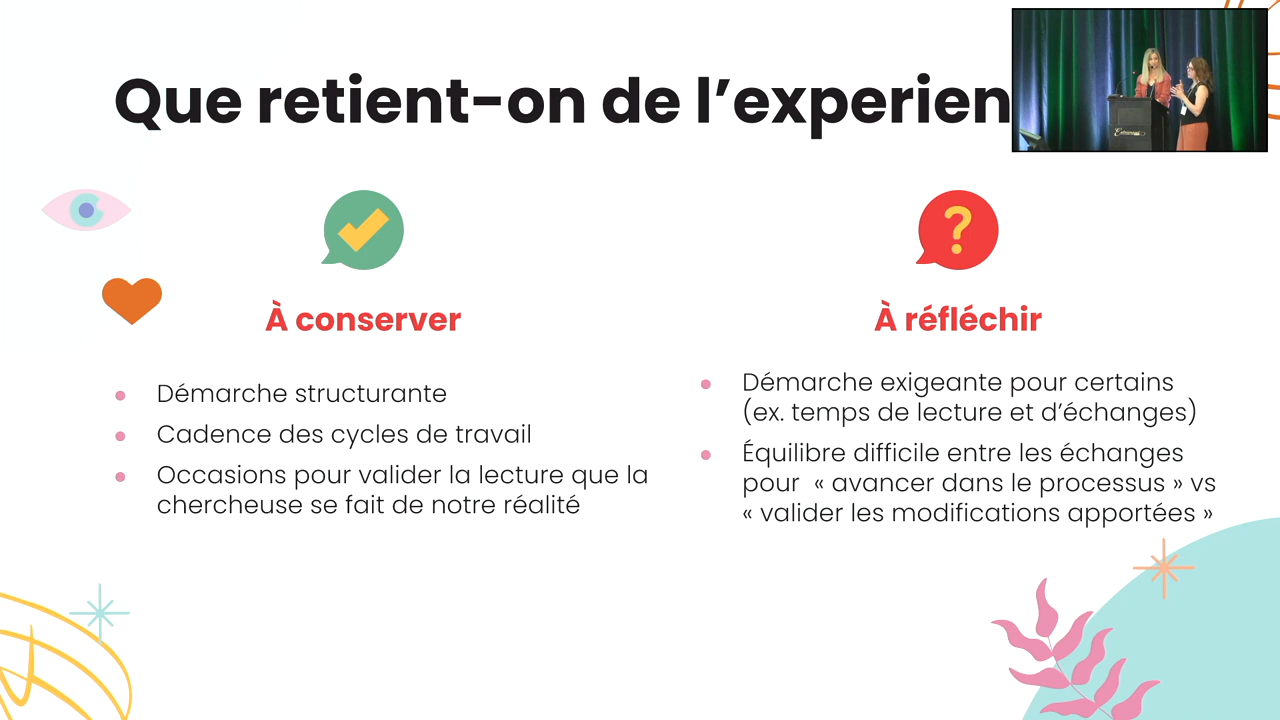 Que retient-on de l’experien
À conserver
Démarche structurante
Cadence des cycles de travail
Occasions pour valider la lecture que la
chercheuse se fait de notre réalité
À réfléchir
Démarche exigeante pour certains
(ex. temps de lecture et d’échanges)
Équilibre difficile entre les échanges
pour « avancer dans le processus » vs
« valider les modifications apportées »